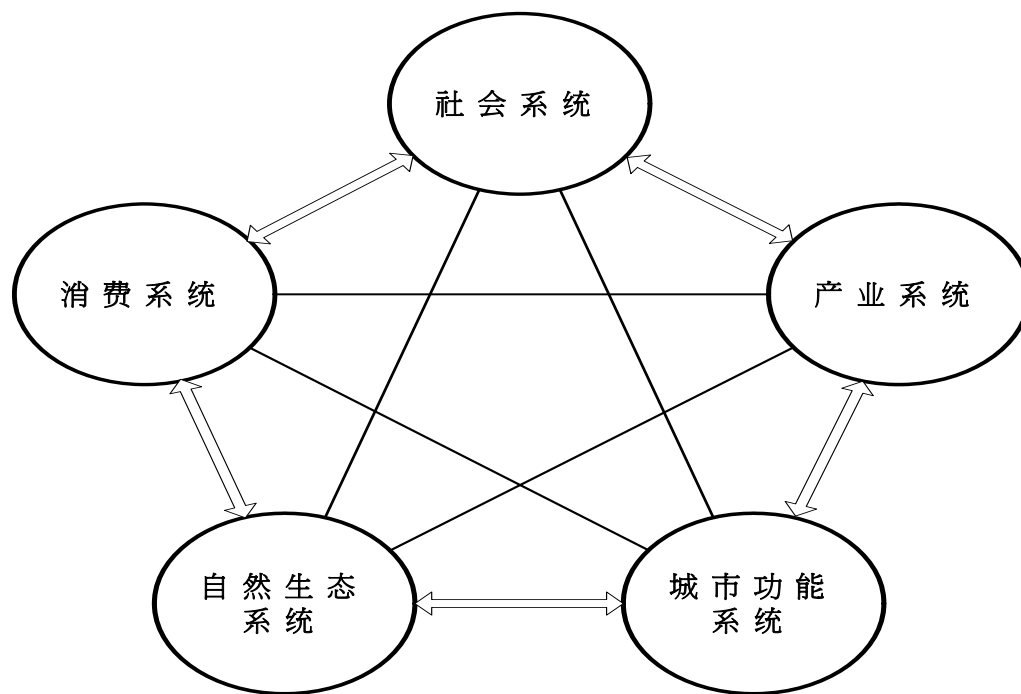 社会系统
消费系统
产业系统
自然生态
系统
城市功能
系统